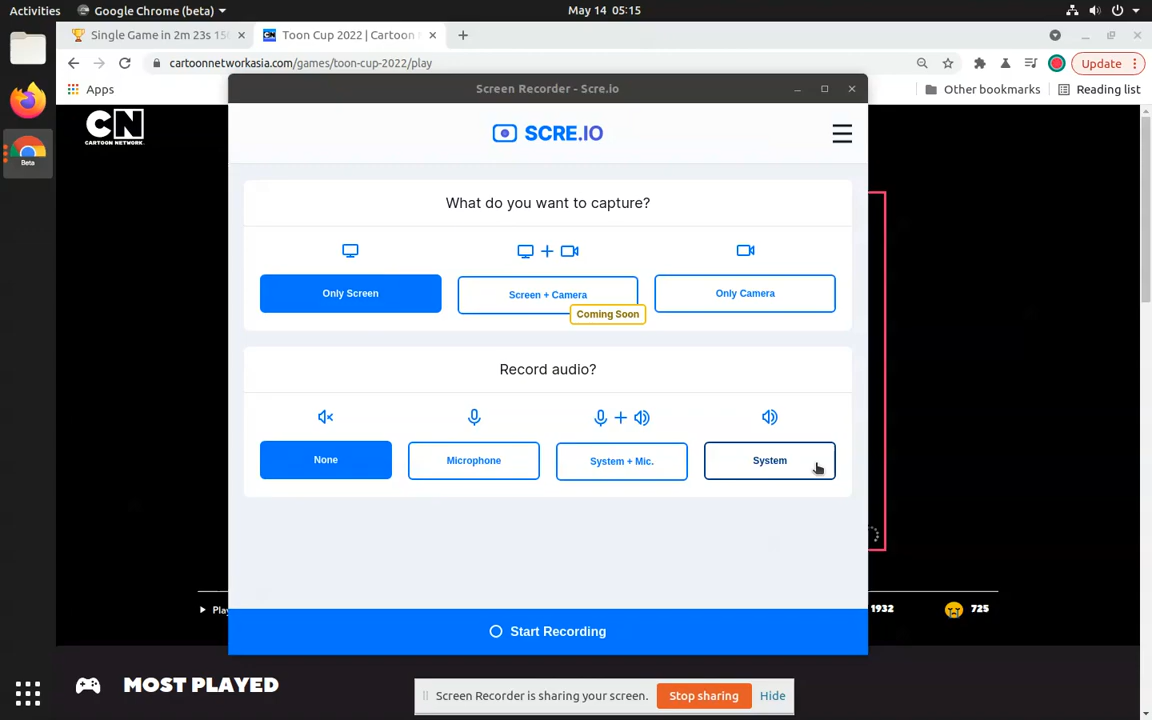 Activities
Google Chrome (beta)
May 14 05:15
Single Game in 2m 23s
Toon Cup 2022 | Cartoon
cartoonnetworkasia.com/games/toon-cup-2022/play
Update
Apps
Other bookmarks
Reading list
Beta
CN
CARTOON NETWORK
Screen Recorder - Scre.io
SCRE.IO
What do you want to capture?
Only Screen
Screen + Camera
Only Camera
Coming Soon
Record audio?
None
Microphone
System + Mic.
System
1932
725
Start Recording
MOST PLAYED
Screen Recorder is sharing your screen.
Stop sharing
Hide